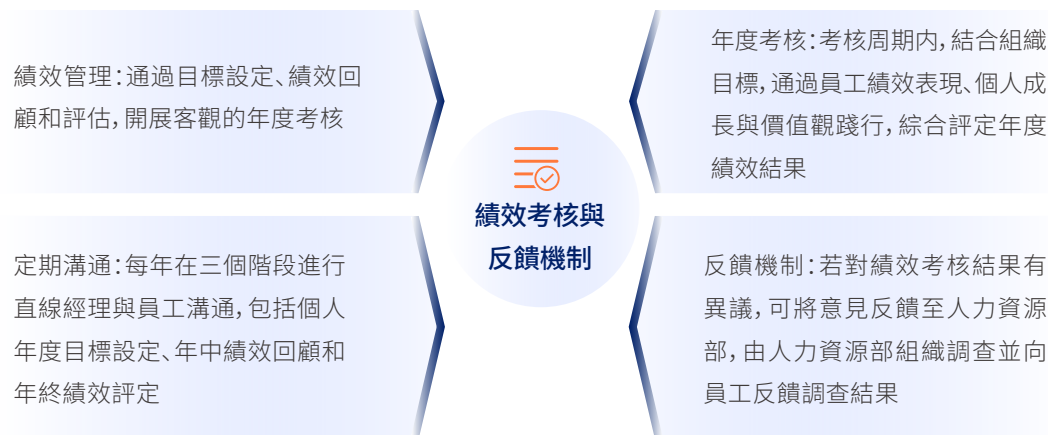 績效管理：通過目標設定、績效回
顧和評估，開展客觀的年度考核
年度考核：考核周期内，結合組織
目標，通過員工績效表現、個人成
長與價值觀踐行，綜合評定年度
績效結果
績效考核與
反饋機制
定期溝通：每年在三個階段進行
直線經理與員工溝通，包括個人
年度目標設定、年中績效回顧和
年終績效評定
反饋機制：若對績效考核結果有
異議，可將意見反饋至人力資源
部，由人力資源部組織調查並向
員工反饋調查結果